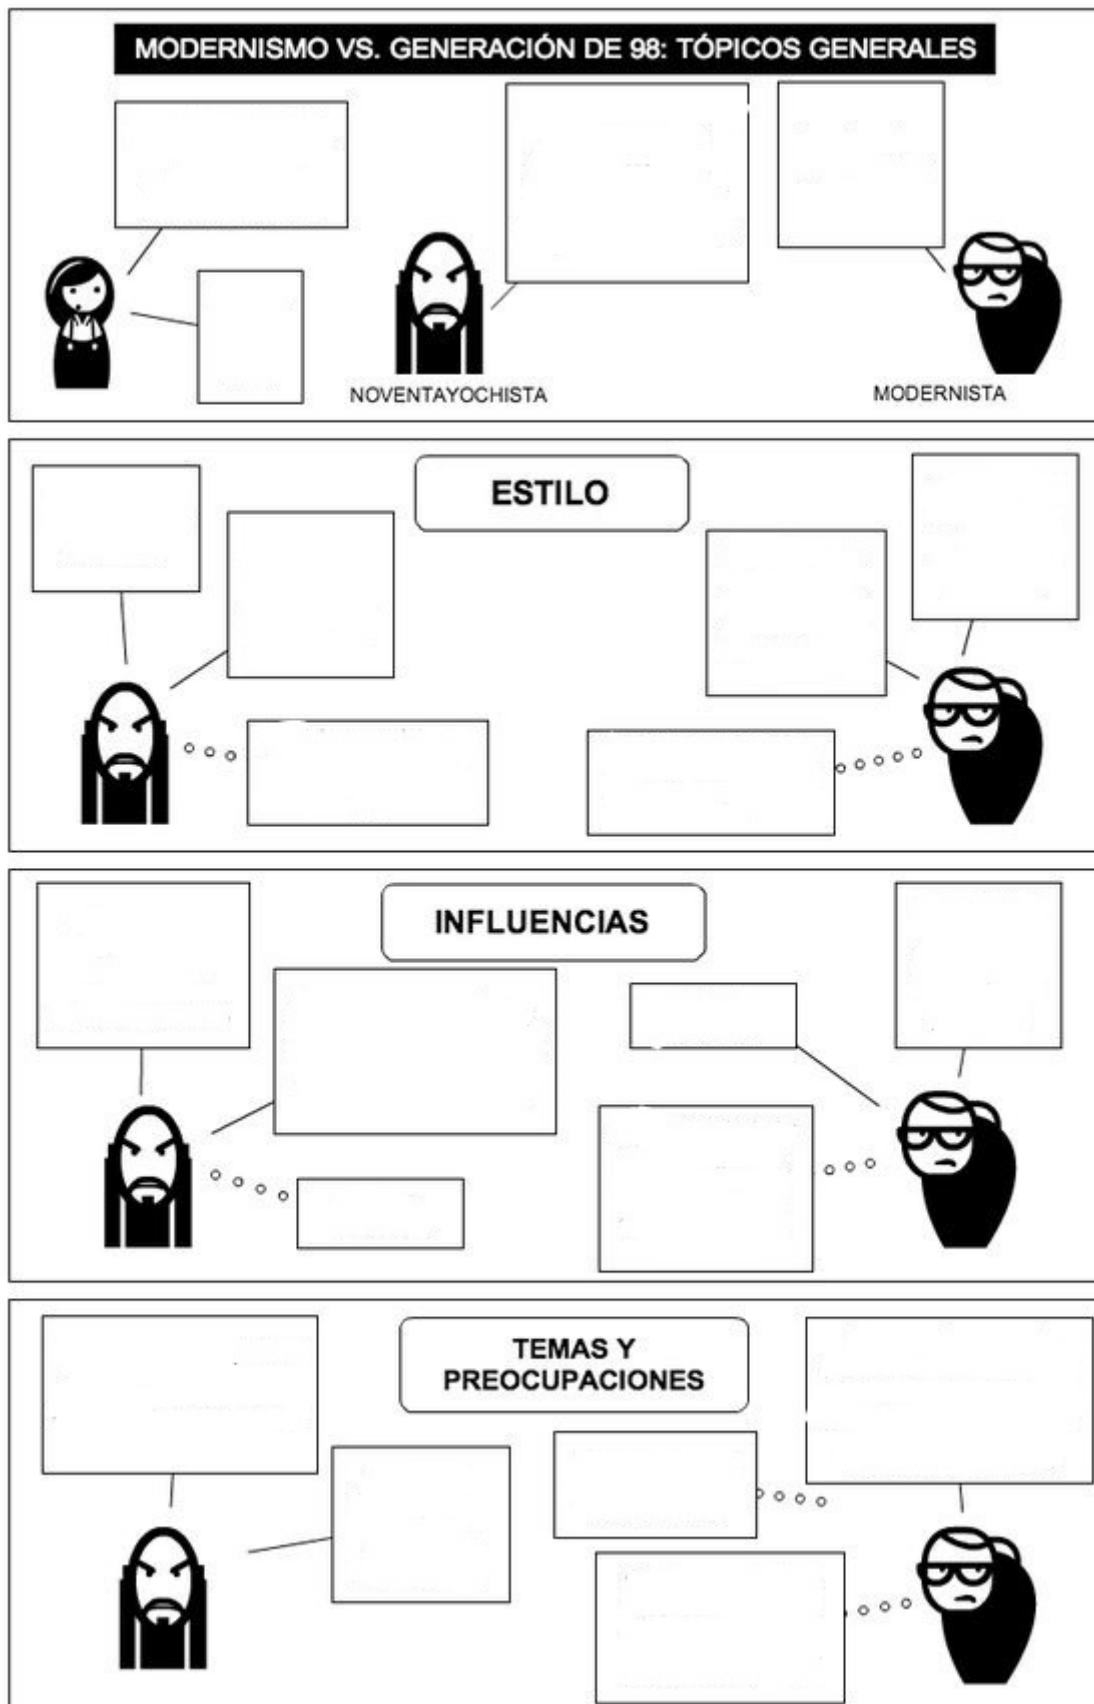 MODERNISMO VS. GENERACIÓN DE 98: TÓPICOS GENERALES
NOVENTAYOCHISTA
MODERNISTA
ESTILO
INFLUENCIAS
TEMAS Y
PREOCUPACIONES